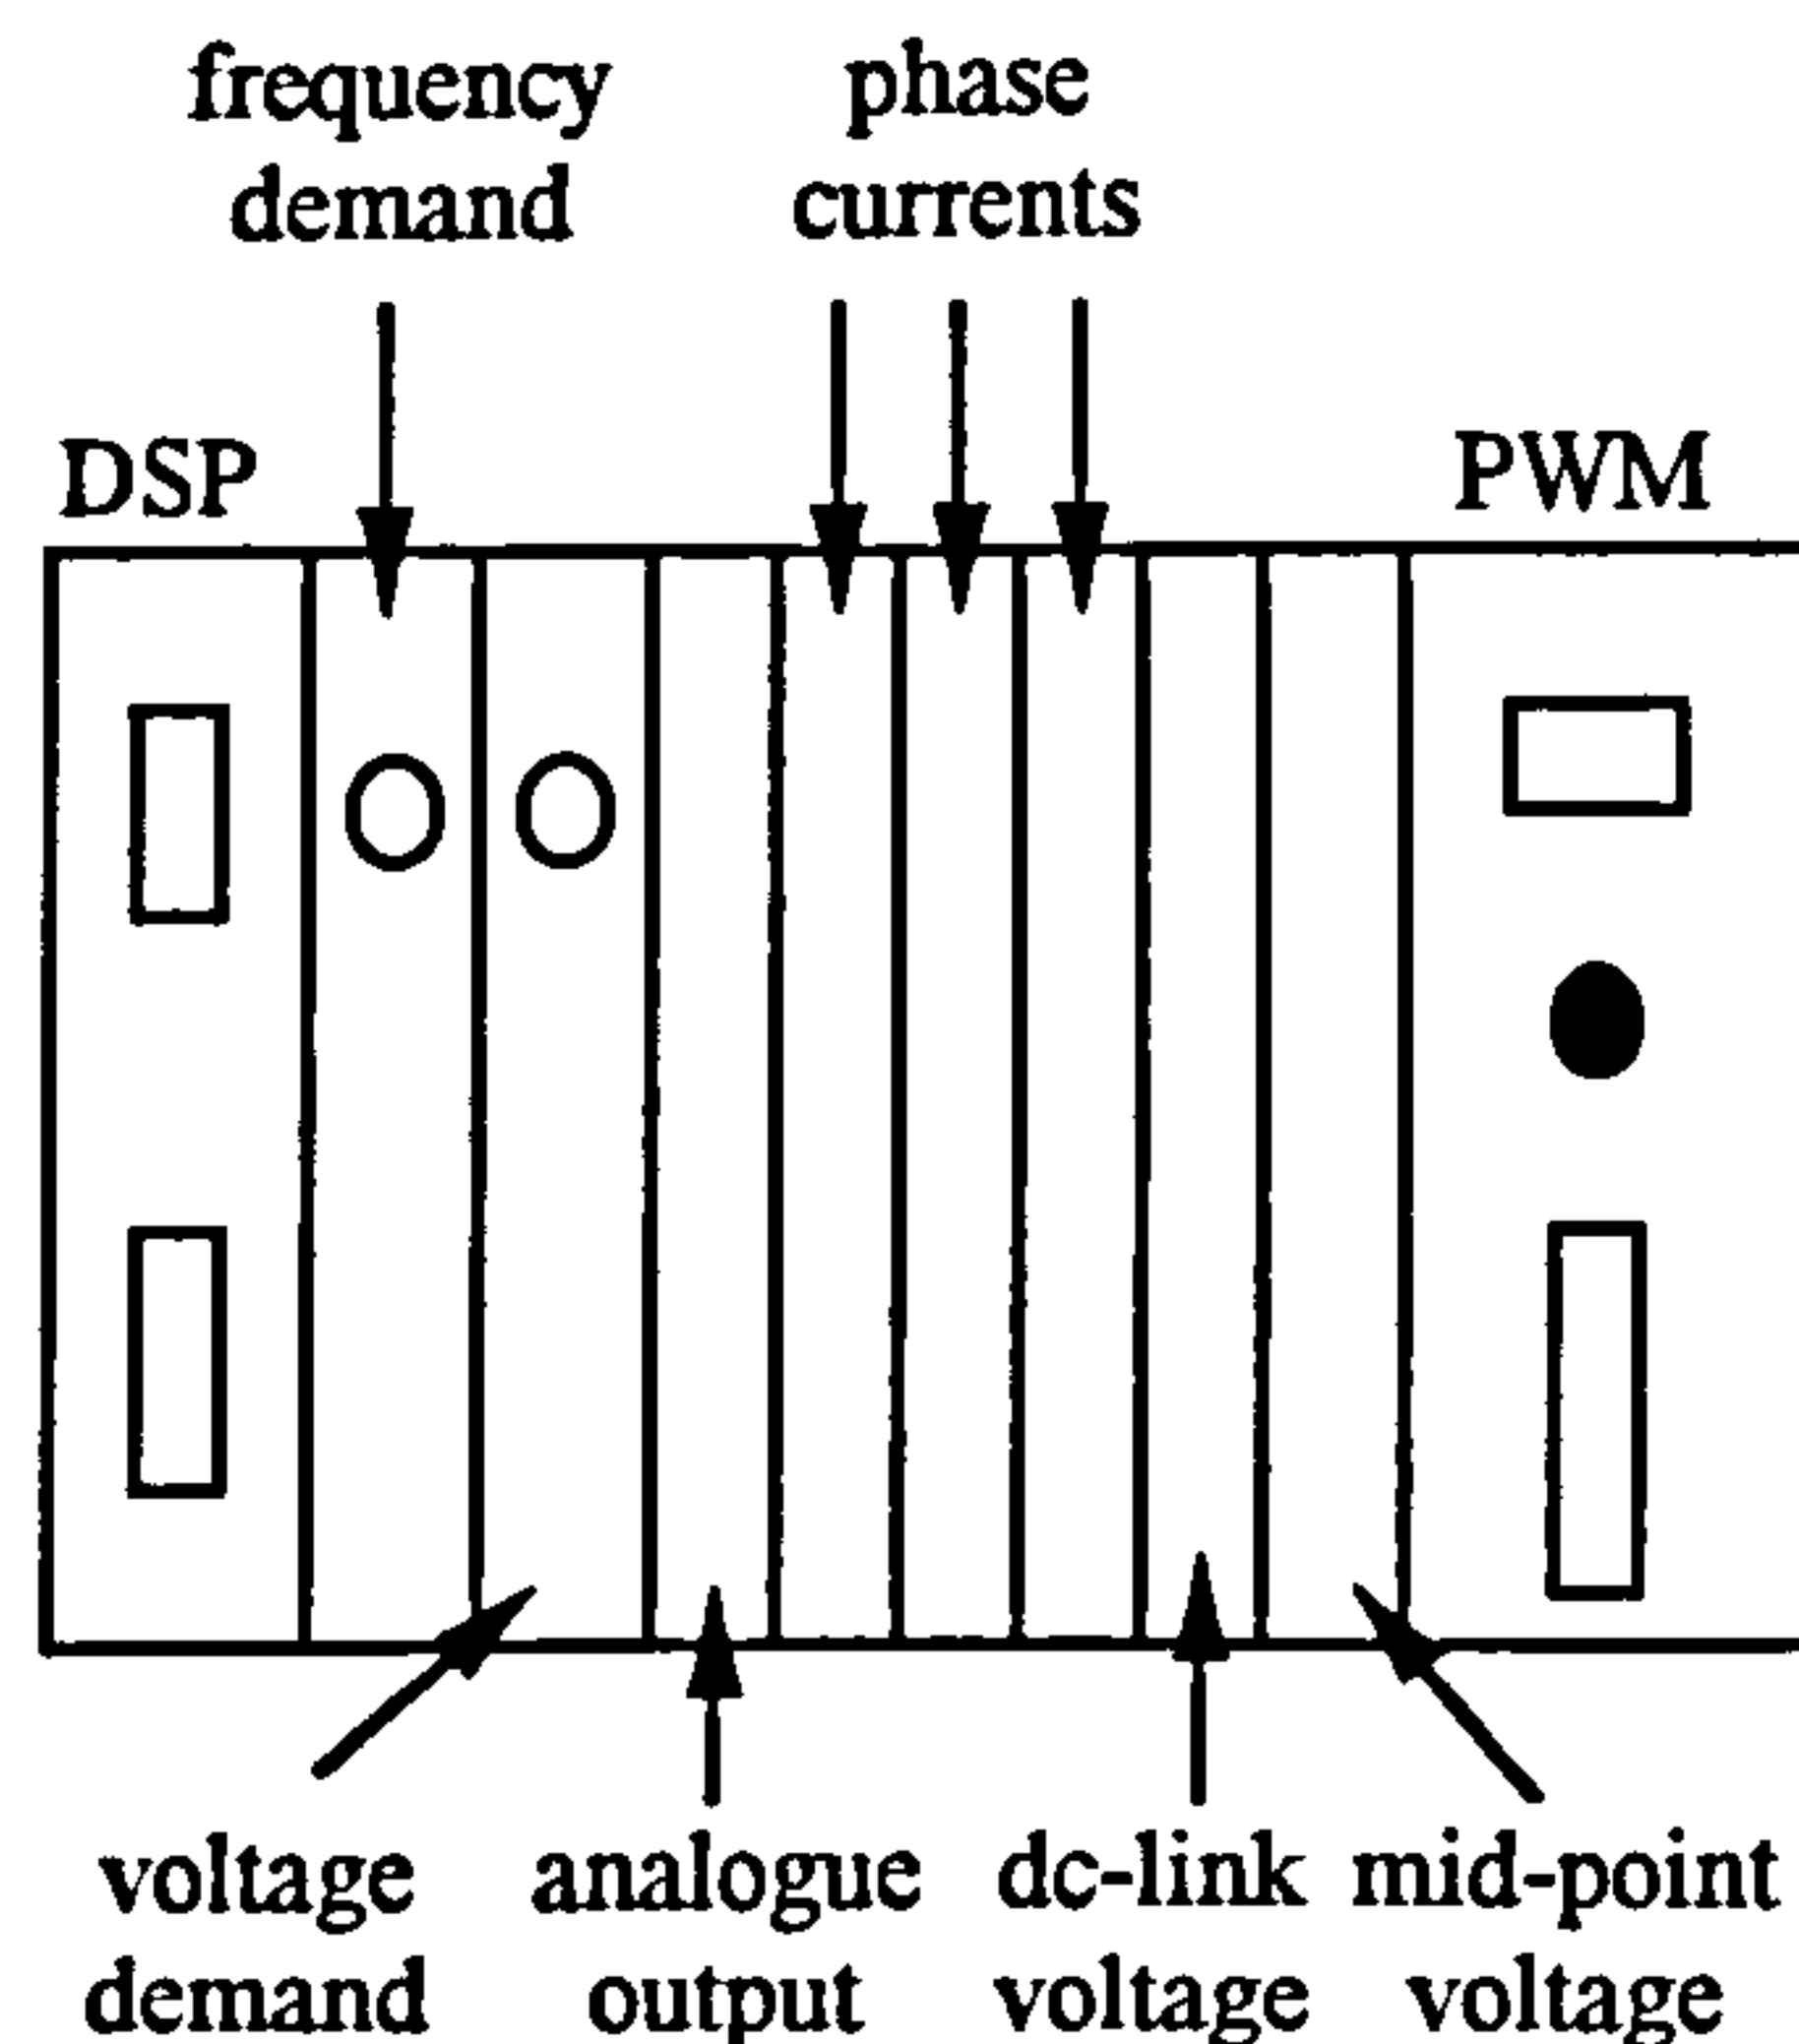 frequency
demand
phase
currents
DSP
PWM
voltage
demand
analogue
output
dc-link
voltage
mid-point
voltage